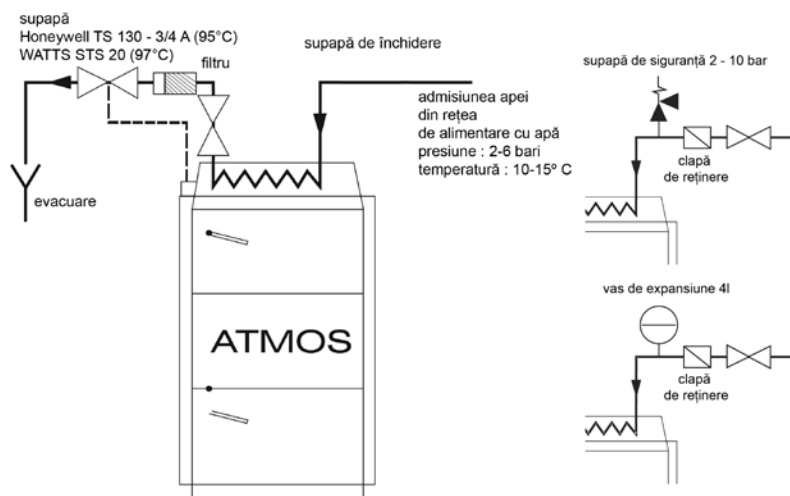 supapă
Honeywell TS 130 - 3/4 A (95°C)
WATTS STS 20 (97°C)
filtru
supapă de închidere
admisiunea apei
din rețea
de alimentare cu apă
presiune : 2-6 bari
temperatură : 10-15º C
evacuare
ATMOS
supapă de siguranță 2 - 10 bar
clapă
de reținere
vas de expansiune 4l
clapă
de reținere